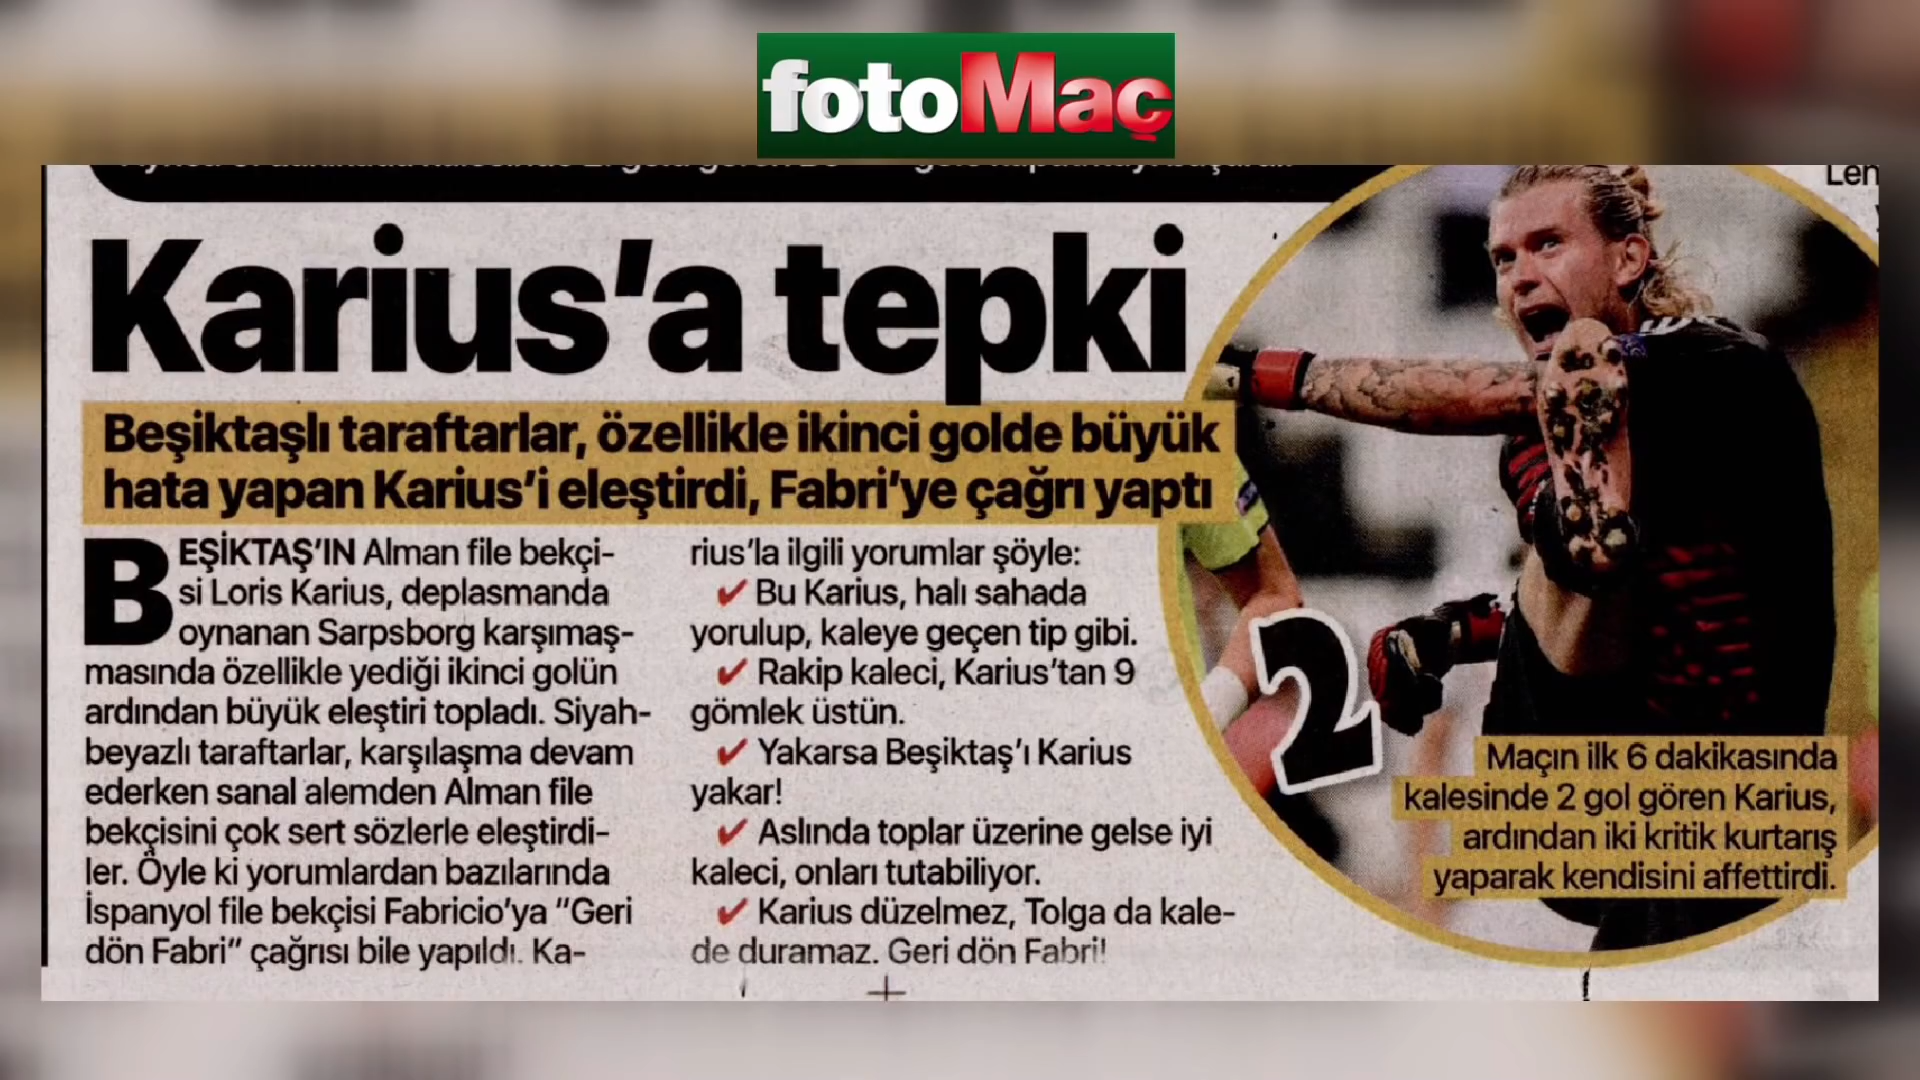 fotoMaç
Len
Karius'a tepki
Beşiktaşlı taraftarlar, özellikle ikinci golde büyük
hata yapan Karius'i eleştirdi, Fabri'ye çağrı yaptı
BEŞİKTAŞ'IN Alman file bekçi-
si Loris Karius, deplasmanda
oynanan Sarpsborg karşımaş-
masında özellikle yediği ikinci golün
ardından büyük eleştiri topladı. Siyah-
beyazlı taraftarlar, karşılaşma devam
ederken sanal alemden Alman file
bekçisini çok sert sözlerle eleştirdi-
ler. Öyle ki yorumlardan bazılarında
İspanyol file bekçisi Fabricio'ya "Geri
dön Fabri" çağrısı bile yapıldı. Ka-
rius'la ilgili yorumlar şöyle:
✔ Bu Karius, halı sahada
yorulup, kaleye geçen tip gibi.
✔ Rakip kaleci, Karius'tan 9
gömlek üstün.
✔ Yakarsa Beşiktaş'ı Karius
yakar!
✔ Aslında toplar üzerine gelse iyi
kaleci, onları tutabiliyor.
✔ Karius düzelmez, Tolga da kale-
de duramaz. Geri dön Fabri!
2
Maçın ilk 6 dakikasında
kalesinde 2 gol gören Karius,
ardından iki kritik kurtarış
yaparak kendisini affettirdi.